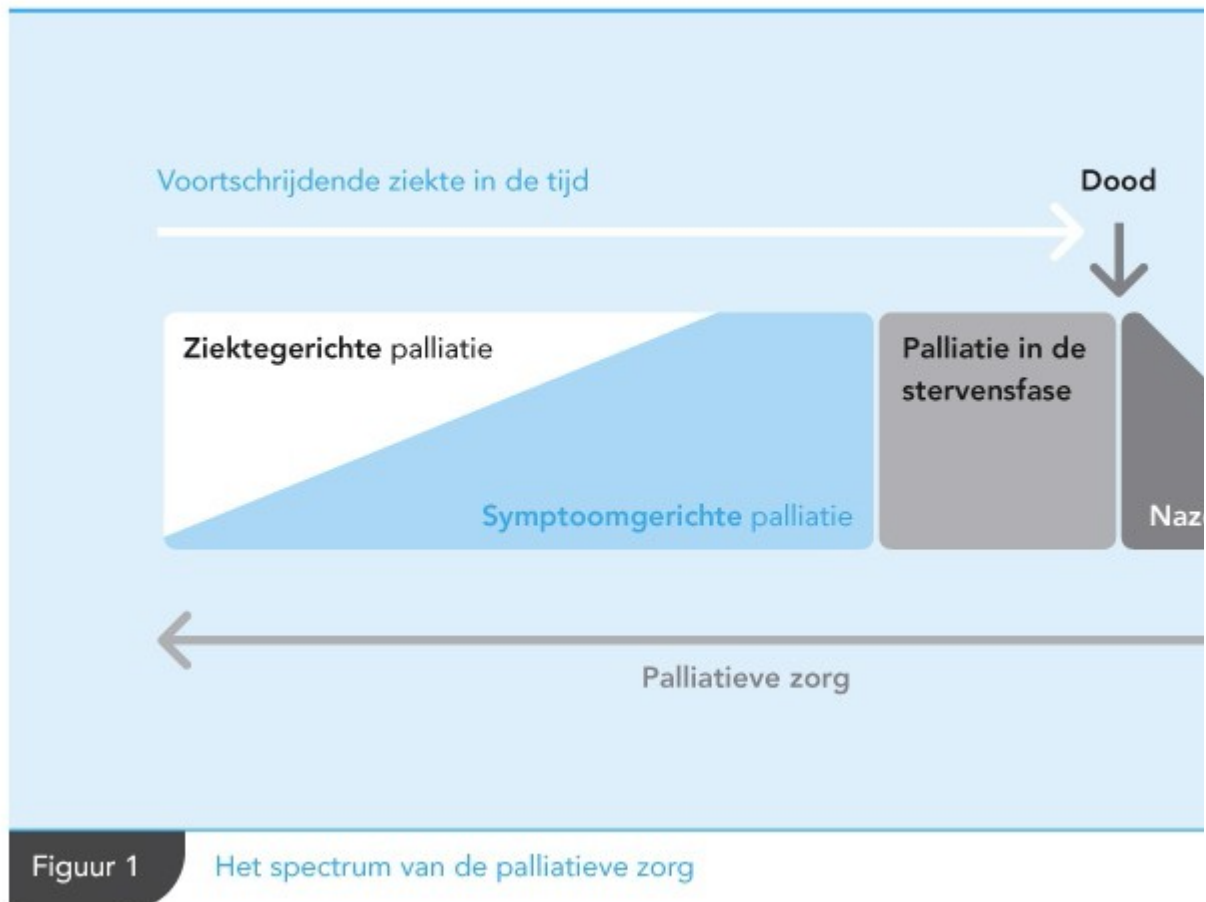 Voortschrijdende ziekte in de tijd
Dood
Ziektegerichte palliatie
Palliatie in de
stervensfase
Symptoomgerichte palliatie
Naz
Palliatieve zorg
Figuur 1
Het spectrum van de palliatieve zorg